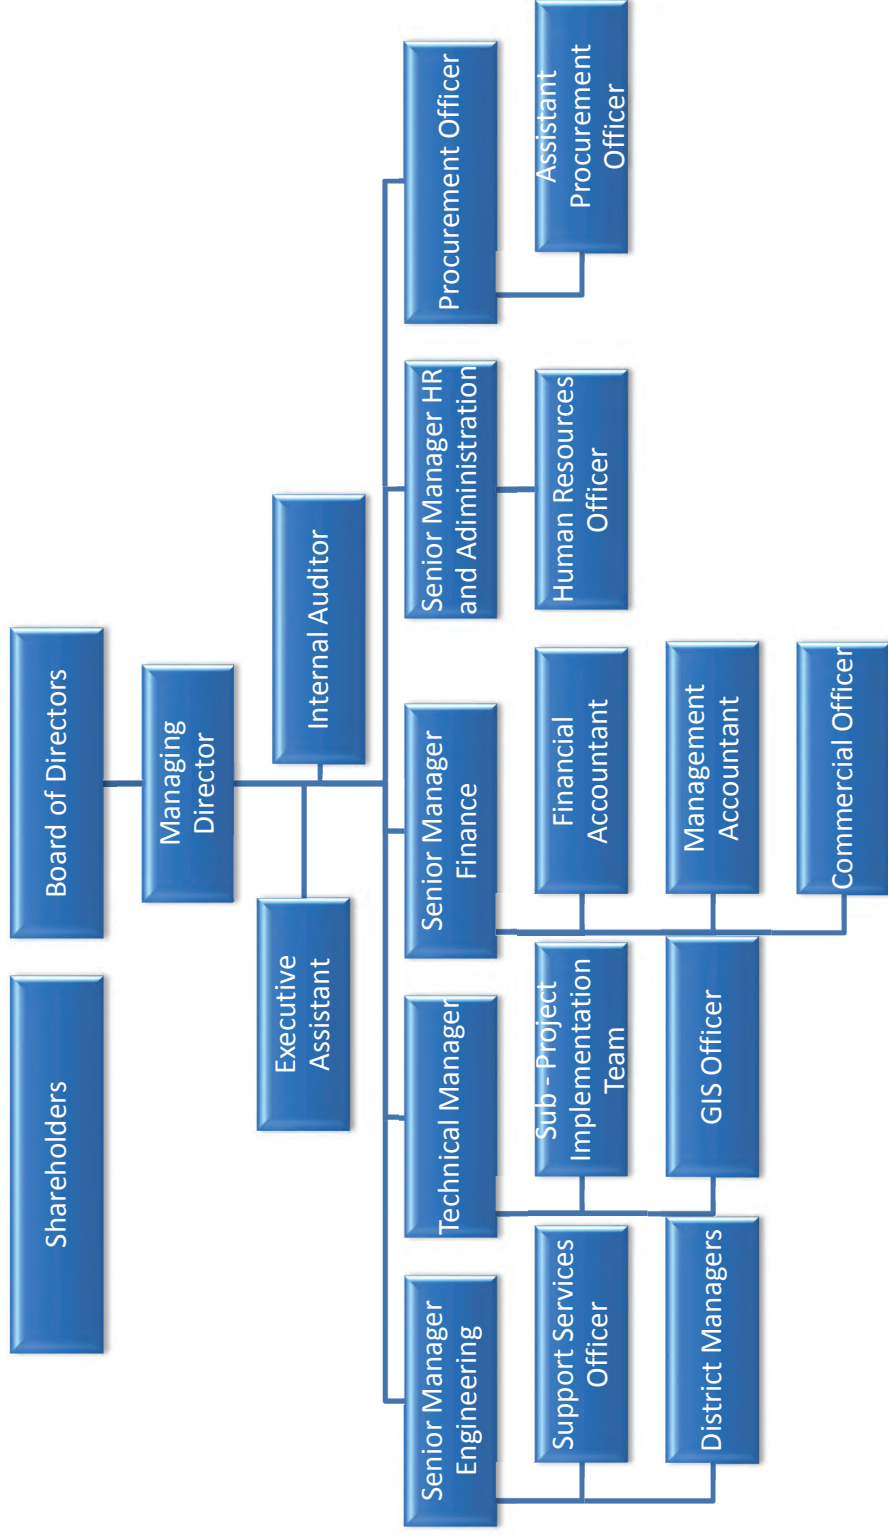 Shareholders
Board of Directors
Managing
Director
Executive
Assistant
Internal Auditor
Senior Manager
Engineering
Technical Manager
Senior Manager
Finance
Senior Manager HR
and Adiministration
Procurement Officer
Support Services
Officer
Sub - Project
Implementation
Team
Financial
Accountant
Human Resources
Officer
Assistant
Procurement
Officer
District Managers
GIS Officer
Management
Accountant
Commercial Officer